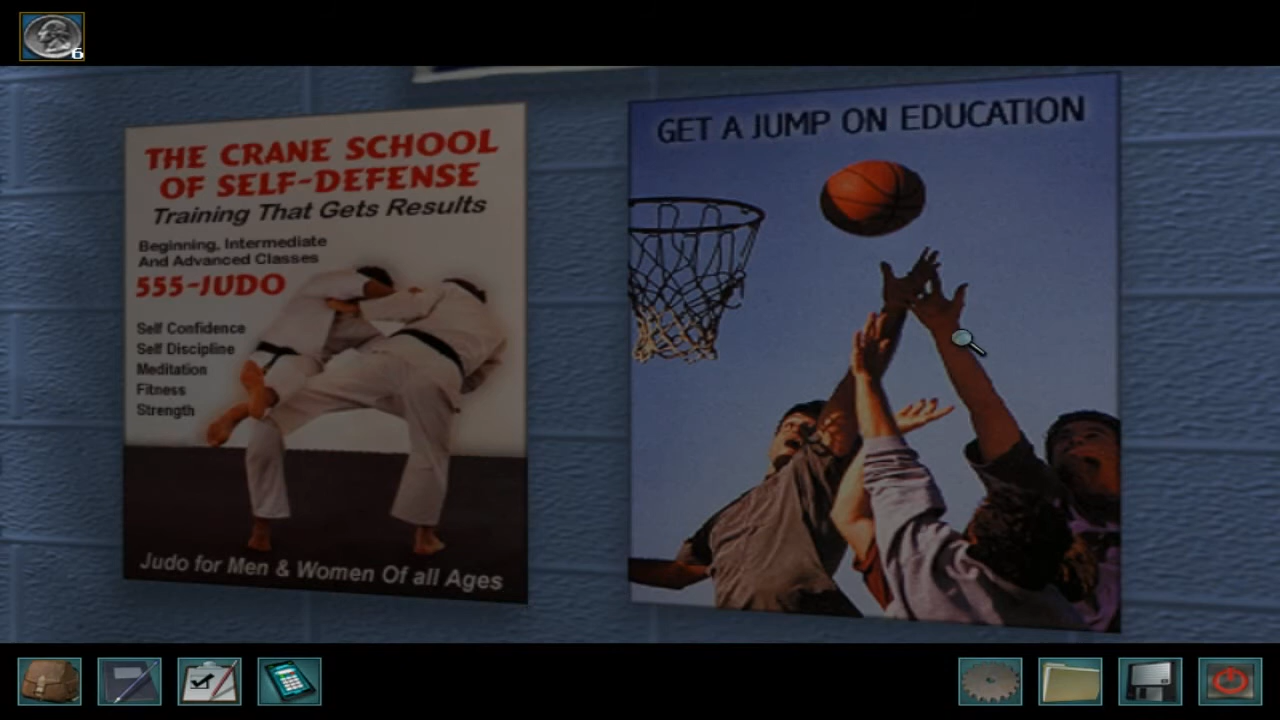 6
THE CRANE SCHOOL
OF SELF-DEFENSE
Training That Gets Results
Beginning, Intermediate
And Advanced Classes
555-JUDO
Self Confidence
Self Discipline
Meditation
Fitness
Strength
Judo for Men & Women Of all Ages
GET A JUMP ON EDUCATION